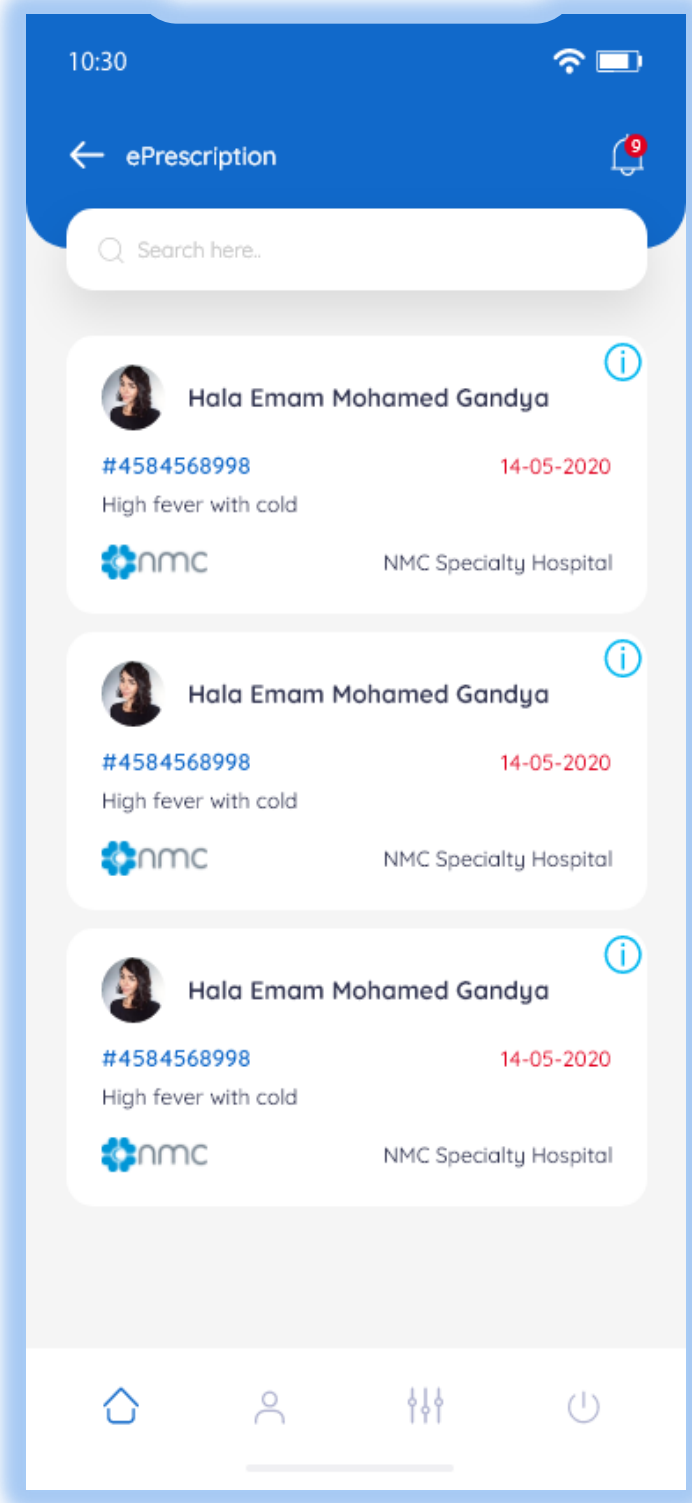 10:30
ePrescription
9
Search here..
Hala Emam Mohamed Gandya
#4584568998 14-05-2020
High fever with cold
nmc NMC Specialty Hospital
Hala Emam Mohamed Gandya
#4584568998 14-05-2020
High fever with cold
nmc NMC Specialty Hospital
Hala Emam Mohamed Gandya
#4584568998 14-05-2020
High fever with cold
nmc NMC Specialty Hospital